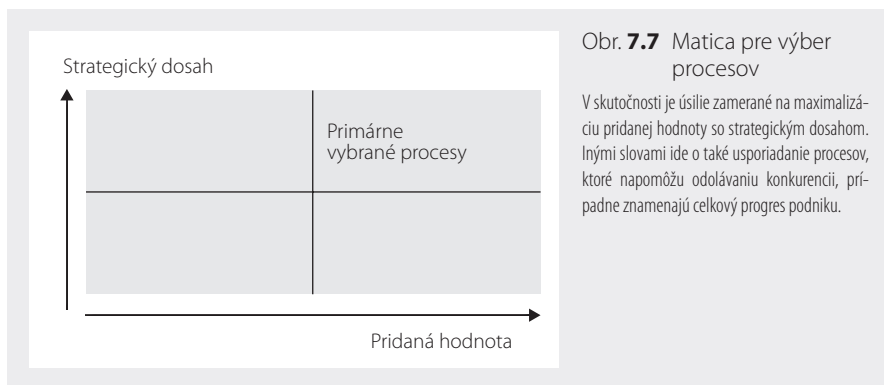 Strategický dosah
Primárne
vybrané procesy
Pridaná hodnota
Obr. 7.7 Matica pre výber
procesov
V skutočnosti je úsilie zamerané na maximalizá-
ciu pridanej hodnoty so strategickým dosahom.
Inými slovami ide o také usporiadanie procesov,
ktoré napomôžu odolávaniu konkurencii, prí-
padne znamenajú celkový progres podniku.